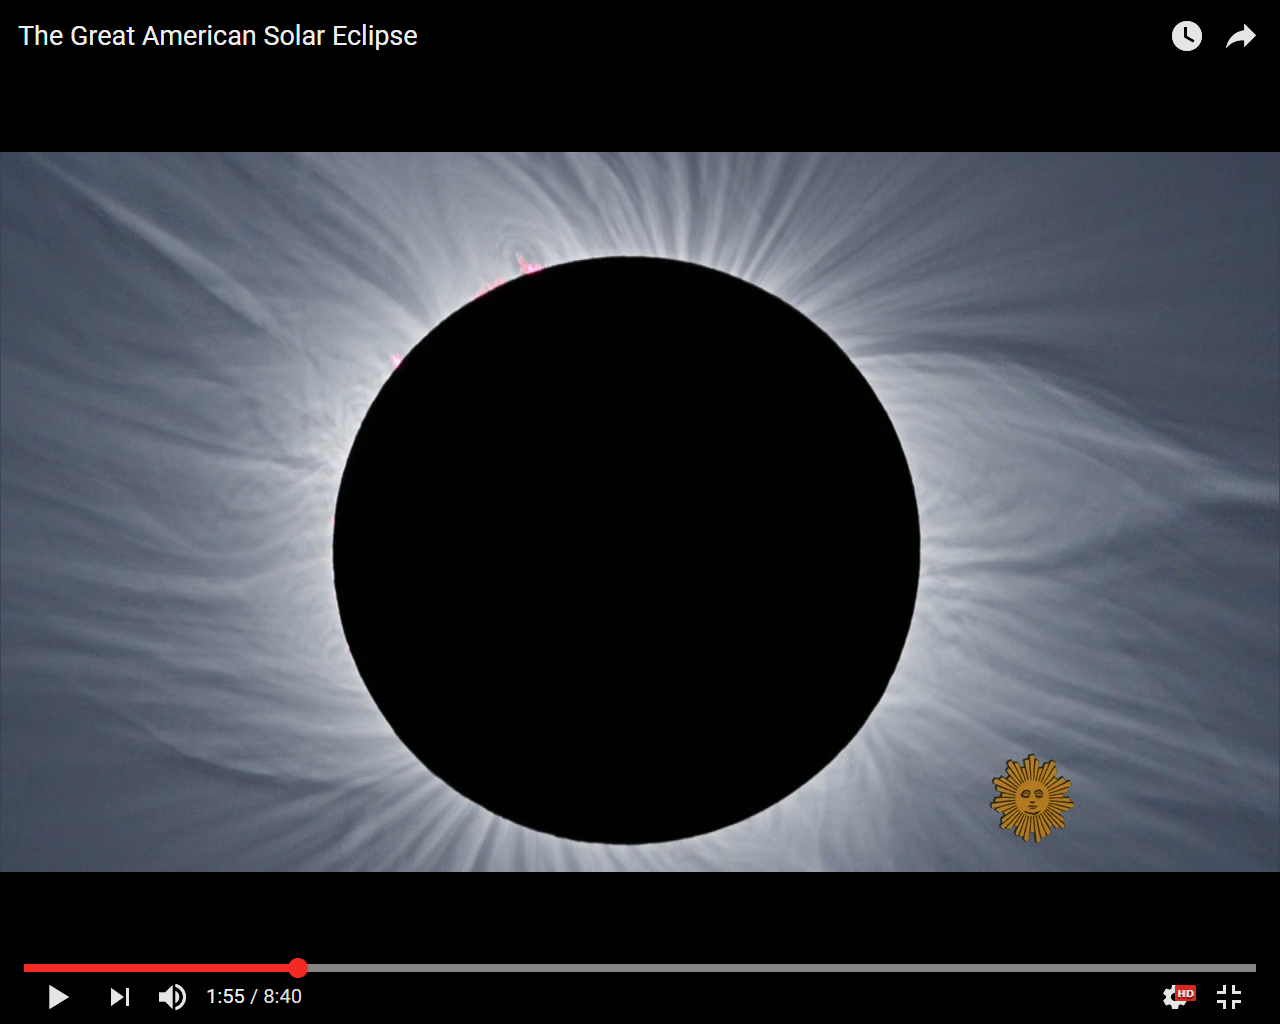 The Great American Solar Eclipse
1:55 / 8:40
HD